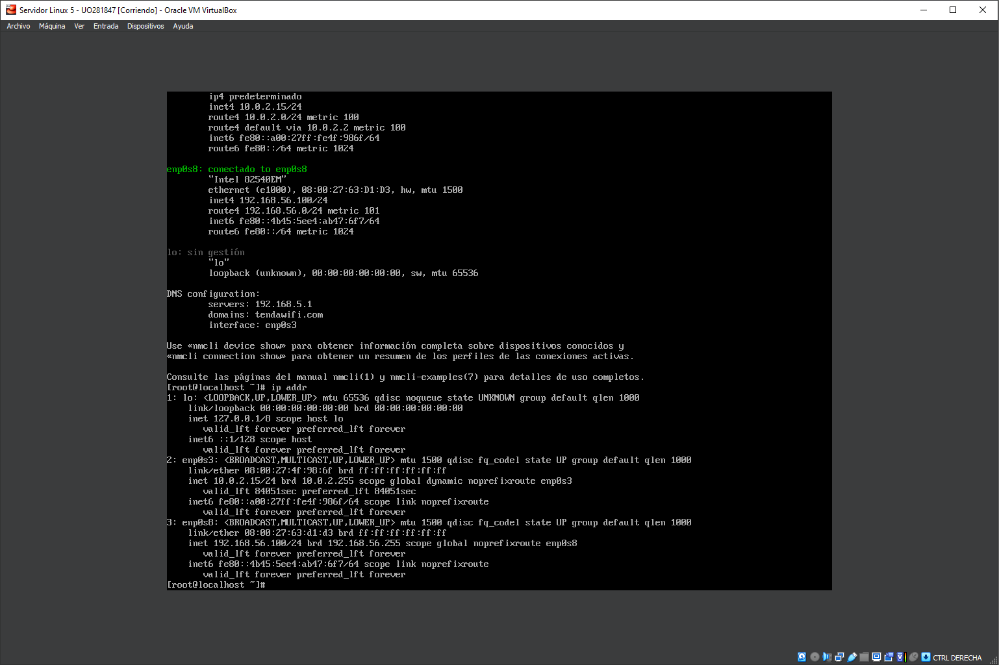 Servidor Linux 5 - UO281847 [Corriendo] - Oracle VM VirtualBox
Archivo Máquina Ver Entrada Dispositivos Ayuda
ip4 predeterminado
inet4 10.0.2.15/24
route4 10.0.2.0/24 metric 100
route4 default via 10.0.2.2 metric 100
inet6 fe80::a00:27ff:fe4f:986f/64
route6 fe80::/64 metric 1024
enp0s8: conectado to enp0s8
"Intel 82540EM"
ethernet (e1000), 08:00:27:63:D1:D3, hw, mtu 1500
inet4 192.168.56.100/24
route4 192.168.56.0/24 metric 101
inet6 fe80::4b45:5ee4:ab47:6f7/64
route6 fe80::/64 metric 1024
lo: sin gestión
"lo"
loopback (unknown), 00:00:00:00:00:00, sw, mtu 65536
DNS configuration:
servers: 192.168.5.1
domains: tendawifi.com
interface: enp0s3
Use «nmcli device show» para obtener información completa sobre dispositivos conocidos y
«nmcli connection show» para obtener un resumen de los perfiles de las conexiones activas.
Consulte las páginas del manual nmcli(1) y nmcli-examples(7) para detalles de uso completos.
[root@localhost ~]# ip addr
1: lo: <LOOPBACK,UP,LOWER_UP> mtu 65536 qdisc noqueue state UNKNOWN group default qlen 1000
link/loopback 00:00:00:00:00:00 brd 00:00:00:00:00:00
inet 127.0.0.1/8 scope host lo
valid_lft forever preferred_lft forever
inet6 ::1/128 scope host
valid_lft forever preferred_lft forever
2: enp0s3: <BROADCAST,MULTICAST,UP,LOWER_UP> mtu 1500 qdisc fq_codel state UP group default qlen 1000
link/ether 08:00:27:4f:98:6f brd ff:ff:ff:ff:ff:ff
inet 10.0.2.15/24 brd 10.0.2.255 scope global dynamic noprefixroute enp0s3
valid_lft 84051sec preferred_lft 84051sec
inet6 fe80::a00:27ff:fe4f:986f/64 scope link noprefixroute
valid_lft forever preferred_lft forever
3: enp0s8: <BROADCAST,MULTICAST,UP,LOWER_UP> mtu 1500 qdisc fq_codel state UP group default qlen 1000
link/ether 08:00:27:63:d1:d3 brd ff:ff:ff:ff:ff:ff
inet 192.168.56.100/24 brd 192.168.56.255 scope global noprefixroute enp0s8
valid_lft forever preferred_lft forever
inet6 fe80::4b45:5ee4:ab47:6f7/64 scope link noprefixroute
valid_lft forever preferred_lft forever
[root@localhost ~]#
CTRL DERECHA